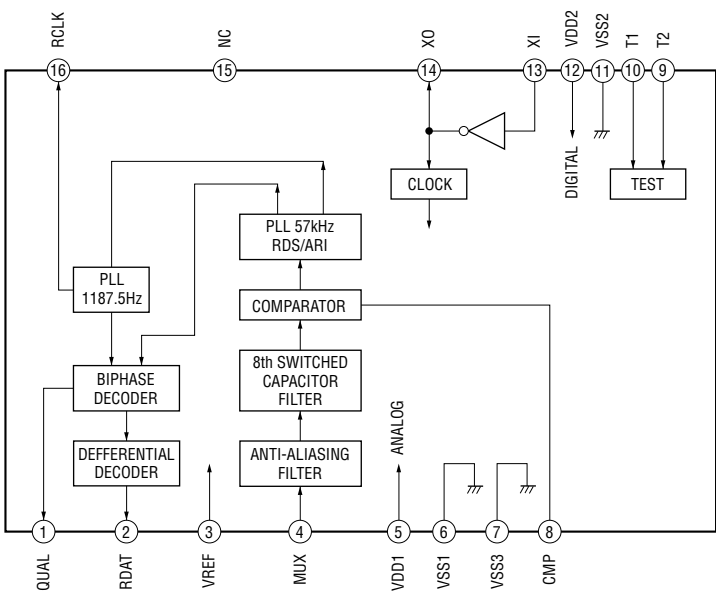 RCLK
NC
XO
XI
VDD2
VSS2
T1
T2
16
15
14
13
12
11
10
9
DIGITAL
CLOCK
TEST
PLL 57kHz
RDS/ARI
PLL
1187.5Hz
COMPARATOR
8th SWITCHED
CAPACITOR
FILTER
BIPHASE
DECODER
ANALOG
DEFFERENTIAL
DECODER
ANTI-ALIASING
FILTER
1
2
3
4
5
6
7
8
QUAL
RDAT
VREF
MUX
VDD1
VSS1
VSS3
CMP